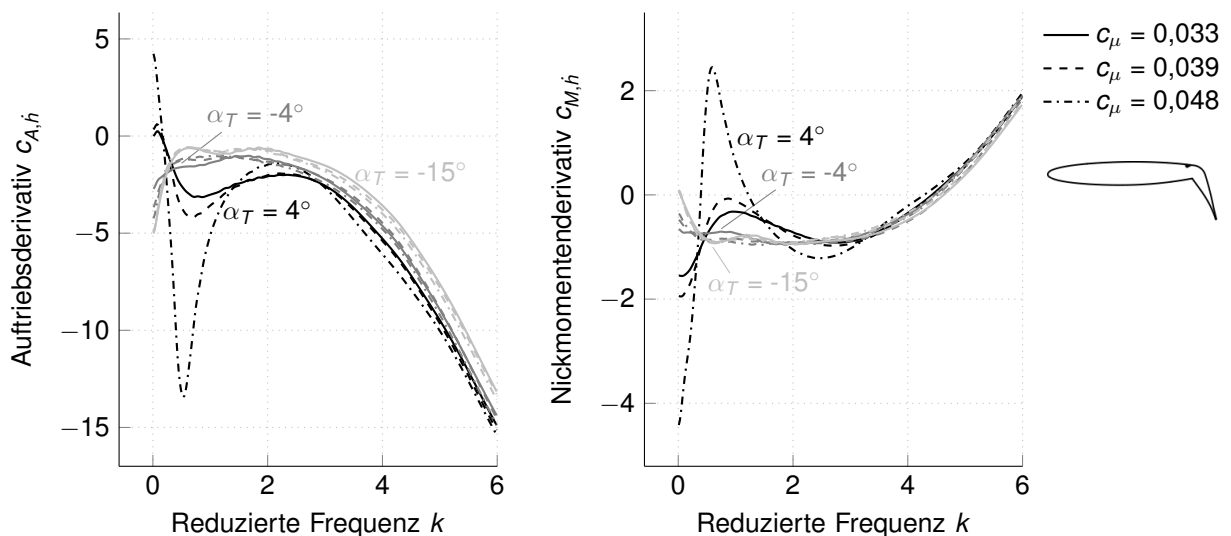 Auftriebsderivativ c_{A,ḣ}
5
0
−5
−10
−15
α_T = -4°
α_T = -15°
α_T = 4°
0 2 4 6
Reduzierte Frequenz k
Nickmomentenderivativ c_{M,ḣ}
2
0
−2
−4
α_T = 4°
α_T = -4°
α_T = -15°
0 2 4 6
Reduzierte Frequenz k
c_μ = 0,033
c_μ = 0,039
c_μ = 0,048